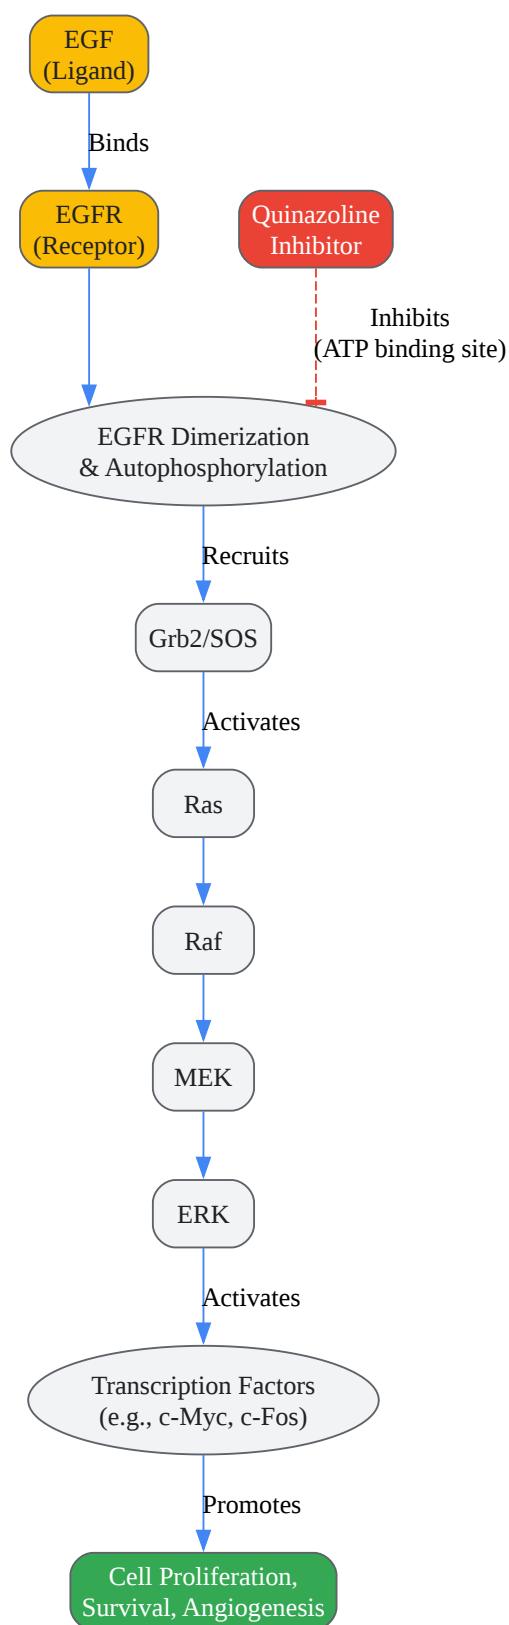 EGF
(Ligand)
Binds
EGFR
(Receptor)
Quinazoline
Inhibitor
Inhibits
(ATP binding site)
EGFR Dimerization
& Autophosphorylation
Recruits
Grb2/SOS
Activates
Ras
Raf
MEK
ERK
Activates
Transcription Factors
(e.g., c-Myc, c-Fos)
Promotes
Cell Proliferation,
Survival, Angiogenesis